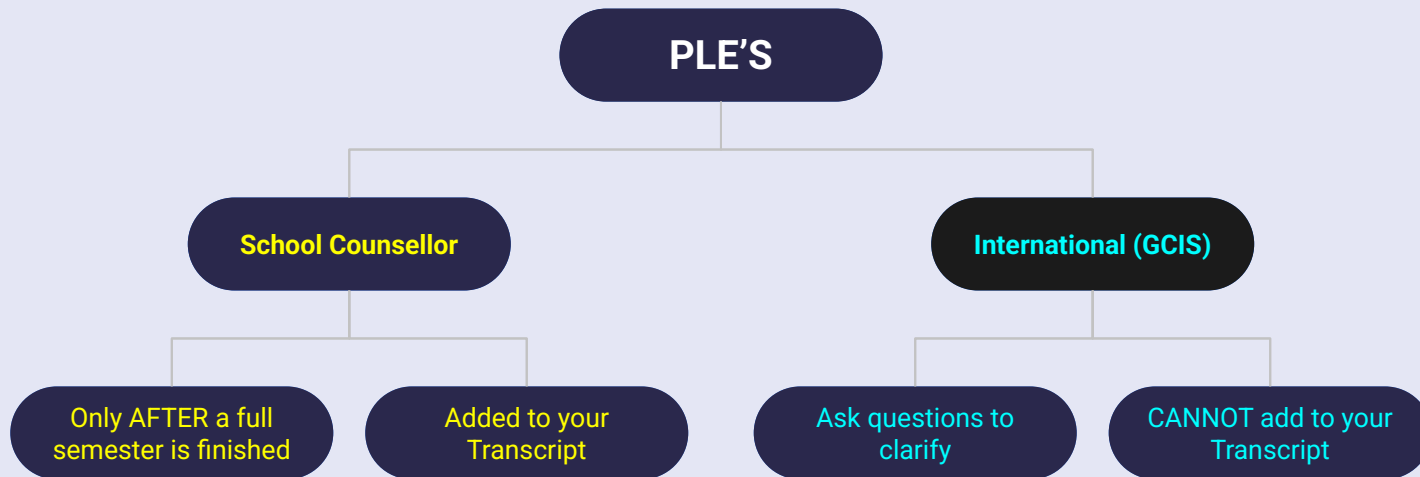 PLE’S
School Counsellor
International (GCIS)
Only AFTER a full
semester is finished
Added to your
Transcript
Ask questions to
clarify
CANNOT add to your
Transcript